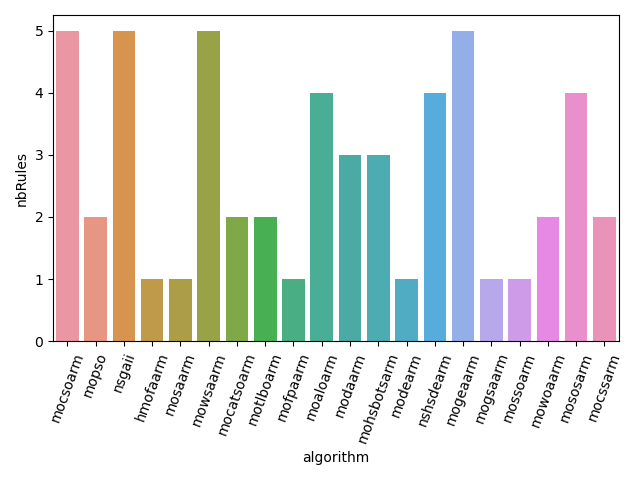 nbRules
5
4
3
2
1
0
mocsoarm
mopso
nsgaii
hmofaarm
mosaarm
mowsaarm
mocatsoarm
motlboarm
mofpaarm
moaloarm
modaarm
mohsbotsarm
modearm
nshsdearm
mogeaarm
mogsaarm
mossoarm
mowoaarm
mososarm
mocssarm
algorithm